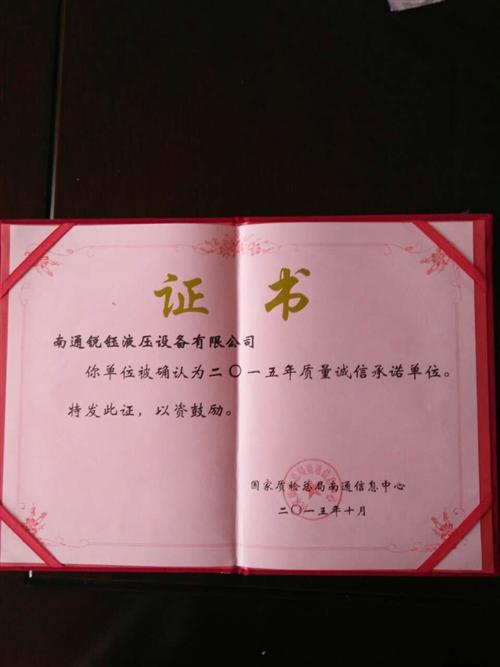 证书
南通锐钰液压设备有限公司
你单位被确认为二〇一五年质量诚信承诺单位。
特发此证，以资鼓励。
国家质检总局南通信息中心
二〇一五年十月